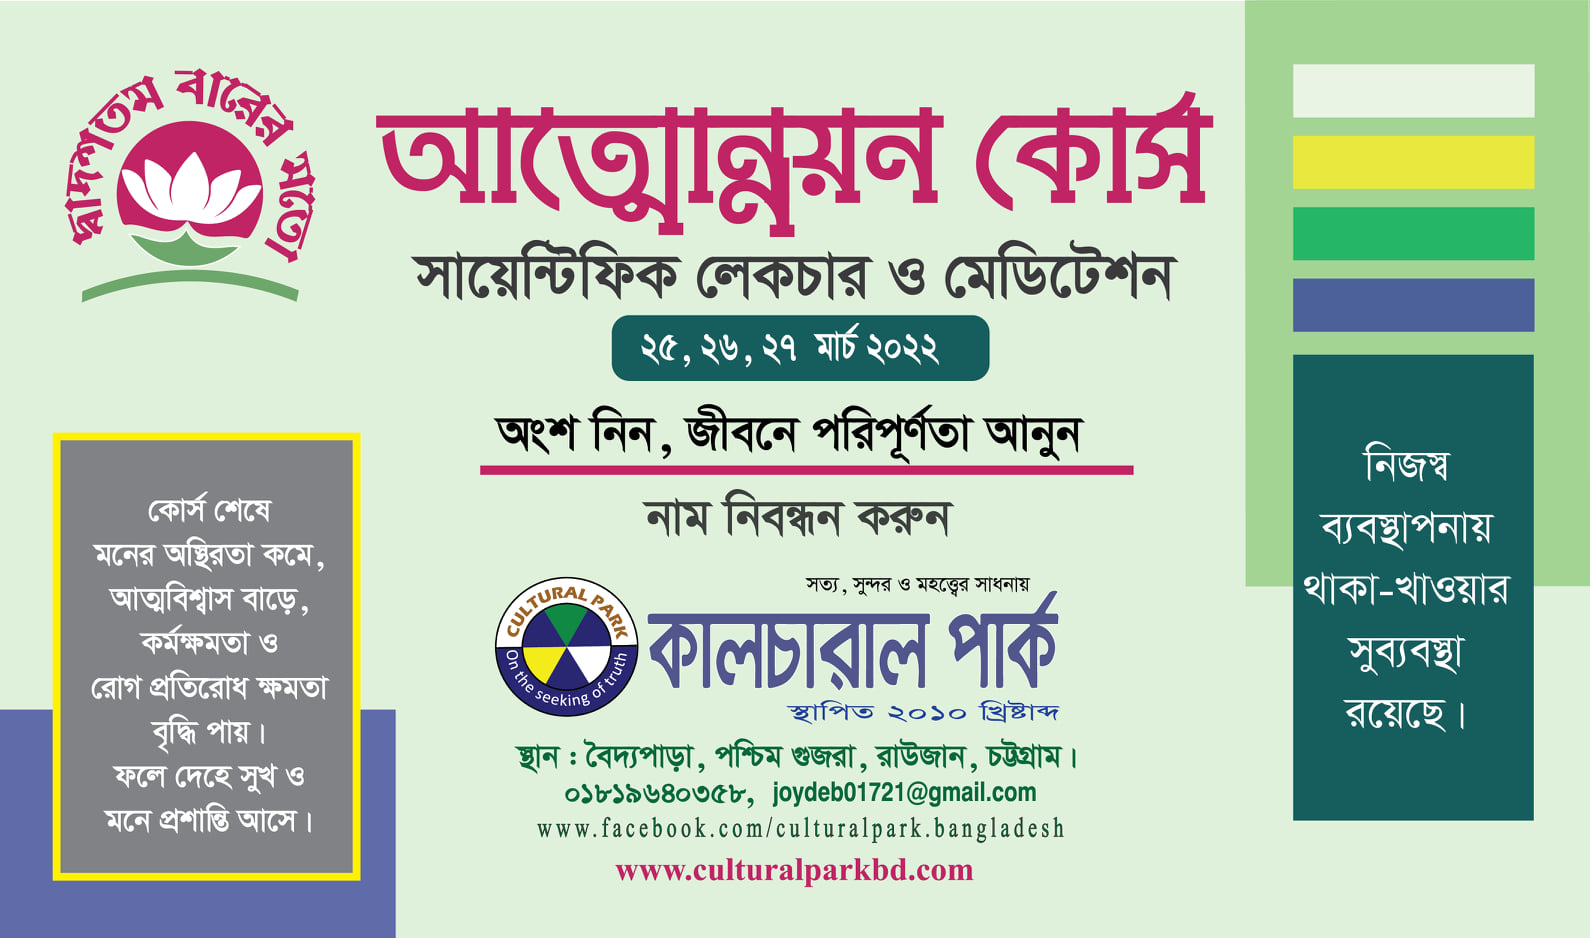 দ্বাদশতম বারের মতো
আত্মোন্নয়ন কোর্স
সায়েন্টিফিক লেকচার ও মেডিটেশন
২৫, ২৬, ২৭ মার্চ ২০২২
অংশ নিন, জীবনে পরিপূর্ণতা আনুন
নাম নিবন্ধন করুন
কোর্স শেষে
মনের অস্থিরতা কমে,
আত্মবিশ্বাস বাড়ে,
কর্মক্ষমতা ও
রোগ প্রতিরোধ ক্ষমতা
বৃদ্ধি পায়।
ফলে দেহে সুখ ও
মনে প্রশান্তি আসে।
CULTURAL PARK
On the seeking of truth
সত্য, সুন্দর ও মহত্ত্বের সাধনায়
কালচারাল পার্ক
স্থাপিত ২০১০ খ্রিষ্টাব্দ
স্থান : বৈদ্যপাড়া, পশ্চিম গুজরা, রাউজান, চট্টগ্রাম।
০১৮১৯৬৪০৩৫৮, joydeb01721@gmail.com
www.facebook.com/culturalpark.bangladesh
www.culturalparkbd.com
নিজস্ব
ব্যবস্থাপনায়
থাকা-খাওয়ার
সুব্যবস্থা
রয়েছে।